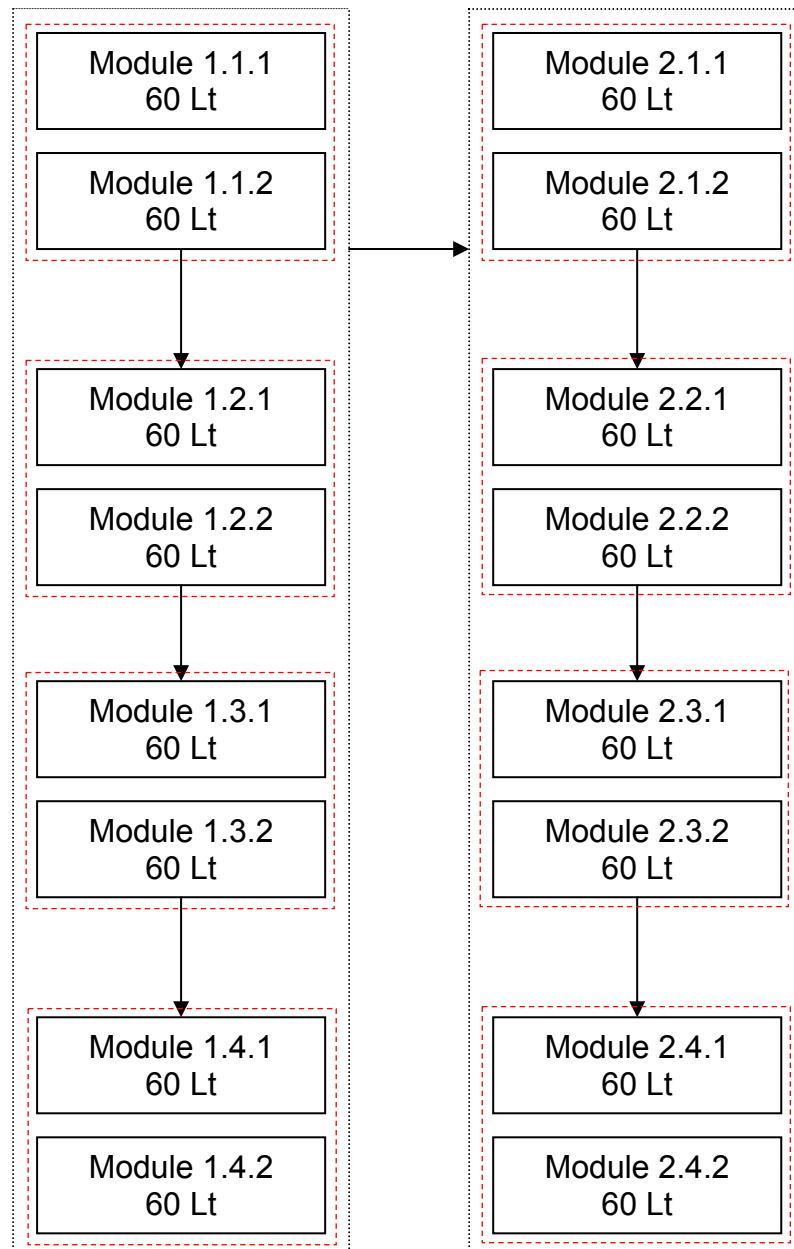 Module 1.1.1
60 Lt
Module 1.1.2
60 Lt
Module 1.2.1
60 Lt
Module 1.2.2
60 Lt
Module 1.3.1
60 Lt
Module 1.3.2
60 Lt
Module 1.4.1
60 Lt
Module 1.4.2
60 Lt
Module 2.1.1
60 Lt
Module 2.1.2
60 Lt
Module 2.2.1
60 Lt
Module 2.2.2
60 Lt
Module 2.3.1
60 Lt
Module 2.3.2
60 Lt
Module 2.4.1
60 Lt
Module 2.4.2
60 Lt